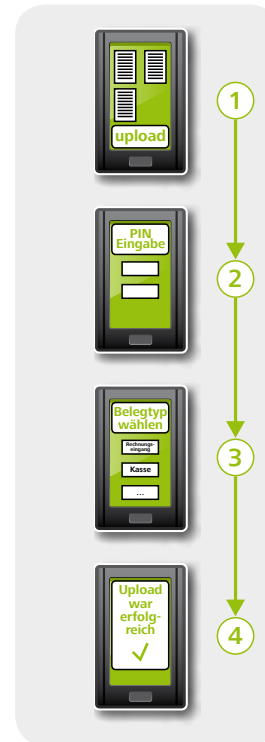 upload
1
PIN
Eingabe
2
Belegtyp
wählen
Rechnungs-
eingang
Kasse
...
3
Upload
war
erfolg-
reich
4